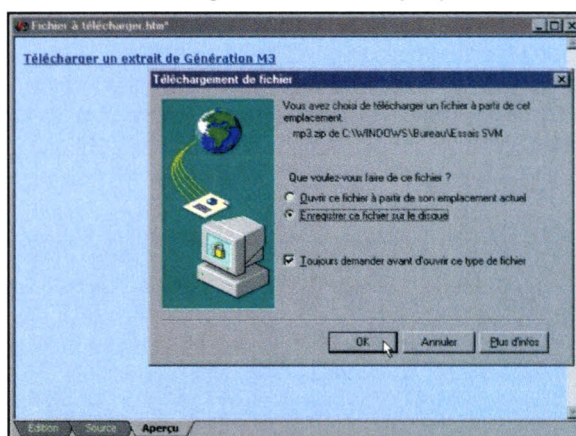 Fichier à télécharger.htm*
Télécharger un extrait de Génération M3
Téléchargement de fichier
Vous avez choisi de télécharger un fichier à partir de cet
emplacement.
mp3.zip de C:\WINDOWS\Bureau\Essais SVM
Que voulez-vous faire de ce fichier ?
Ouvrir ce fichier à partir de son emplacement actuel
Enregistrer ce fichier sur le disque
Toujours demander avant d'ouvrir ce type de fichier
OK Annuler Plus d'infos
Edition Source Aperçu